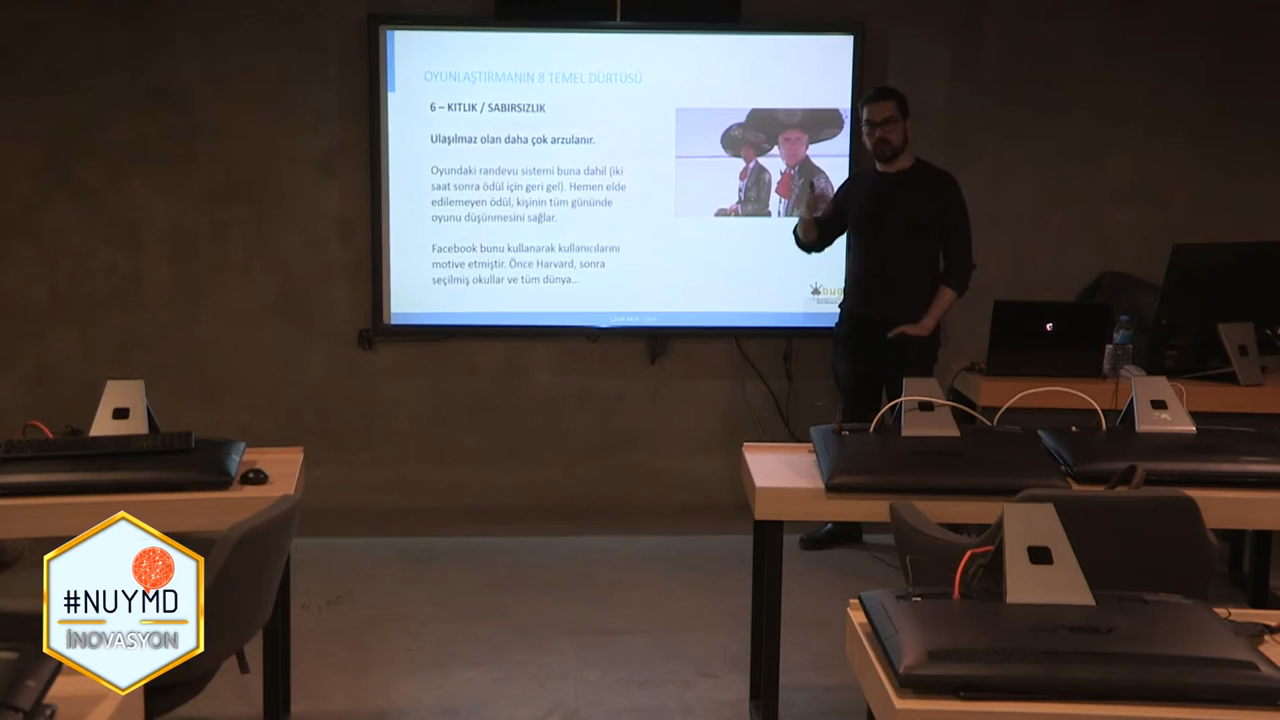 OYUNLAŞTIRMANIN 8 TEMEL DÜRTÜSÜ
6 – KITLIK / SABIRSIZLIK
Ulaşılmaz olan daha çok arzulanır.
Oyundaki randevu sistemi buna dahil (iki
saat sonra ödül için geri gel). Hemen elde
edilemeyen ödül, kişinin tüm gününde
oyunu düşünmesini sağlar.
Facebook bunu kullanarak kullanıcılarını
motive etmiştir. Önce Harvard, sonra
seçilmiş okullar ve tüm dünya...
bug
#NUYMD
İNOVASYON